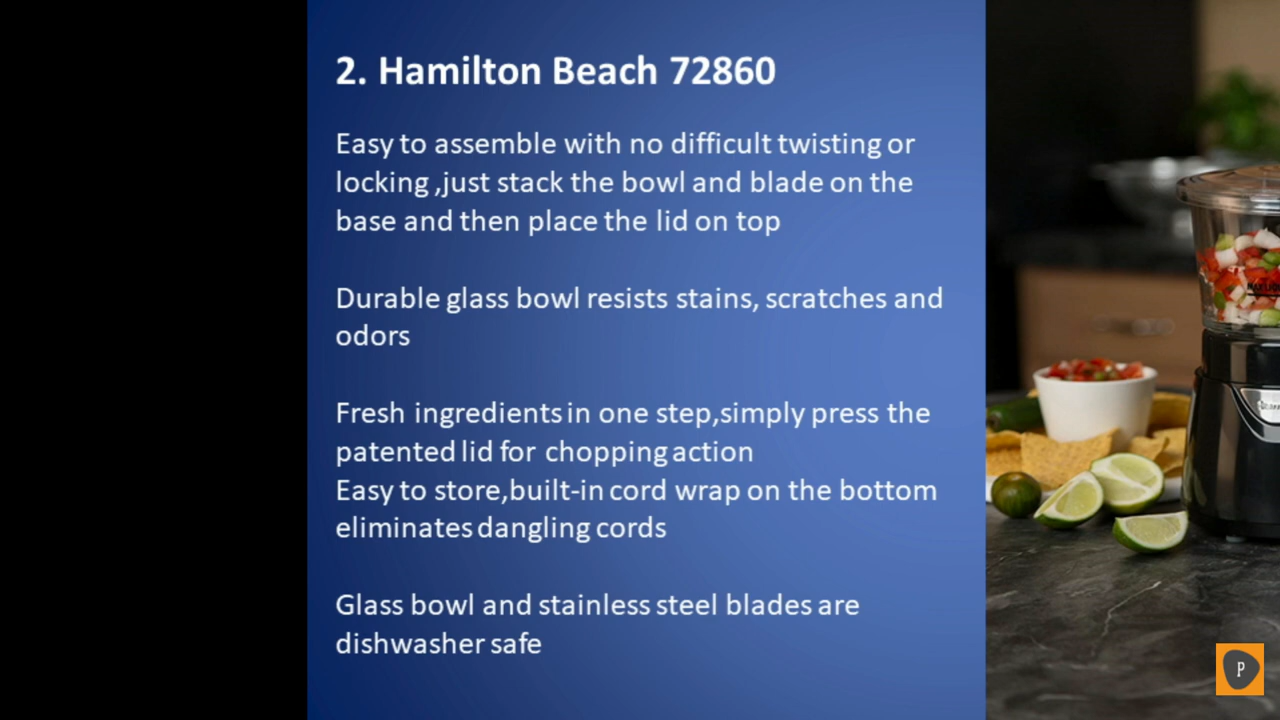 2. Hamilton Beach 72860
Easy to assemble with no difficult twisting or
locking ,just stack the bowl and blade on the
base and then place the lid on top
Durable glass bowl resists stains, scratches and
odors
Fresh ingredients in one step,simply press the
patented lid for chopping action
Easy to store,built-in cord wrap on the bottom
eliminates dangling cords
Glass bowl and stainless steel blades are
dishwasher safe
P